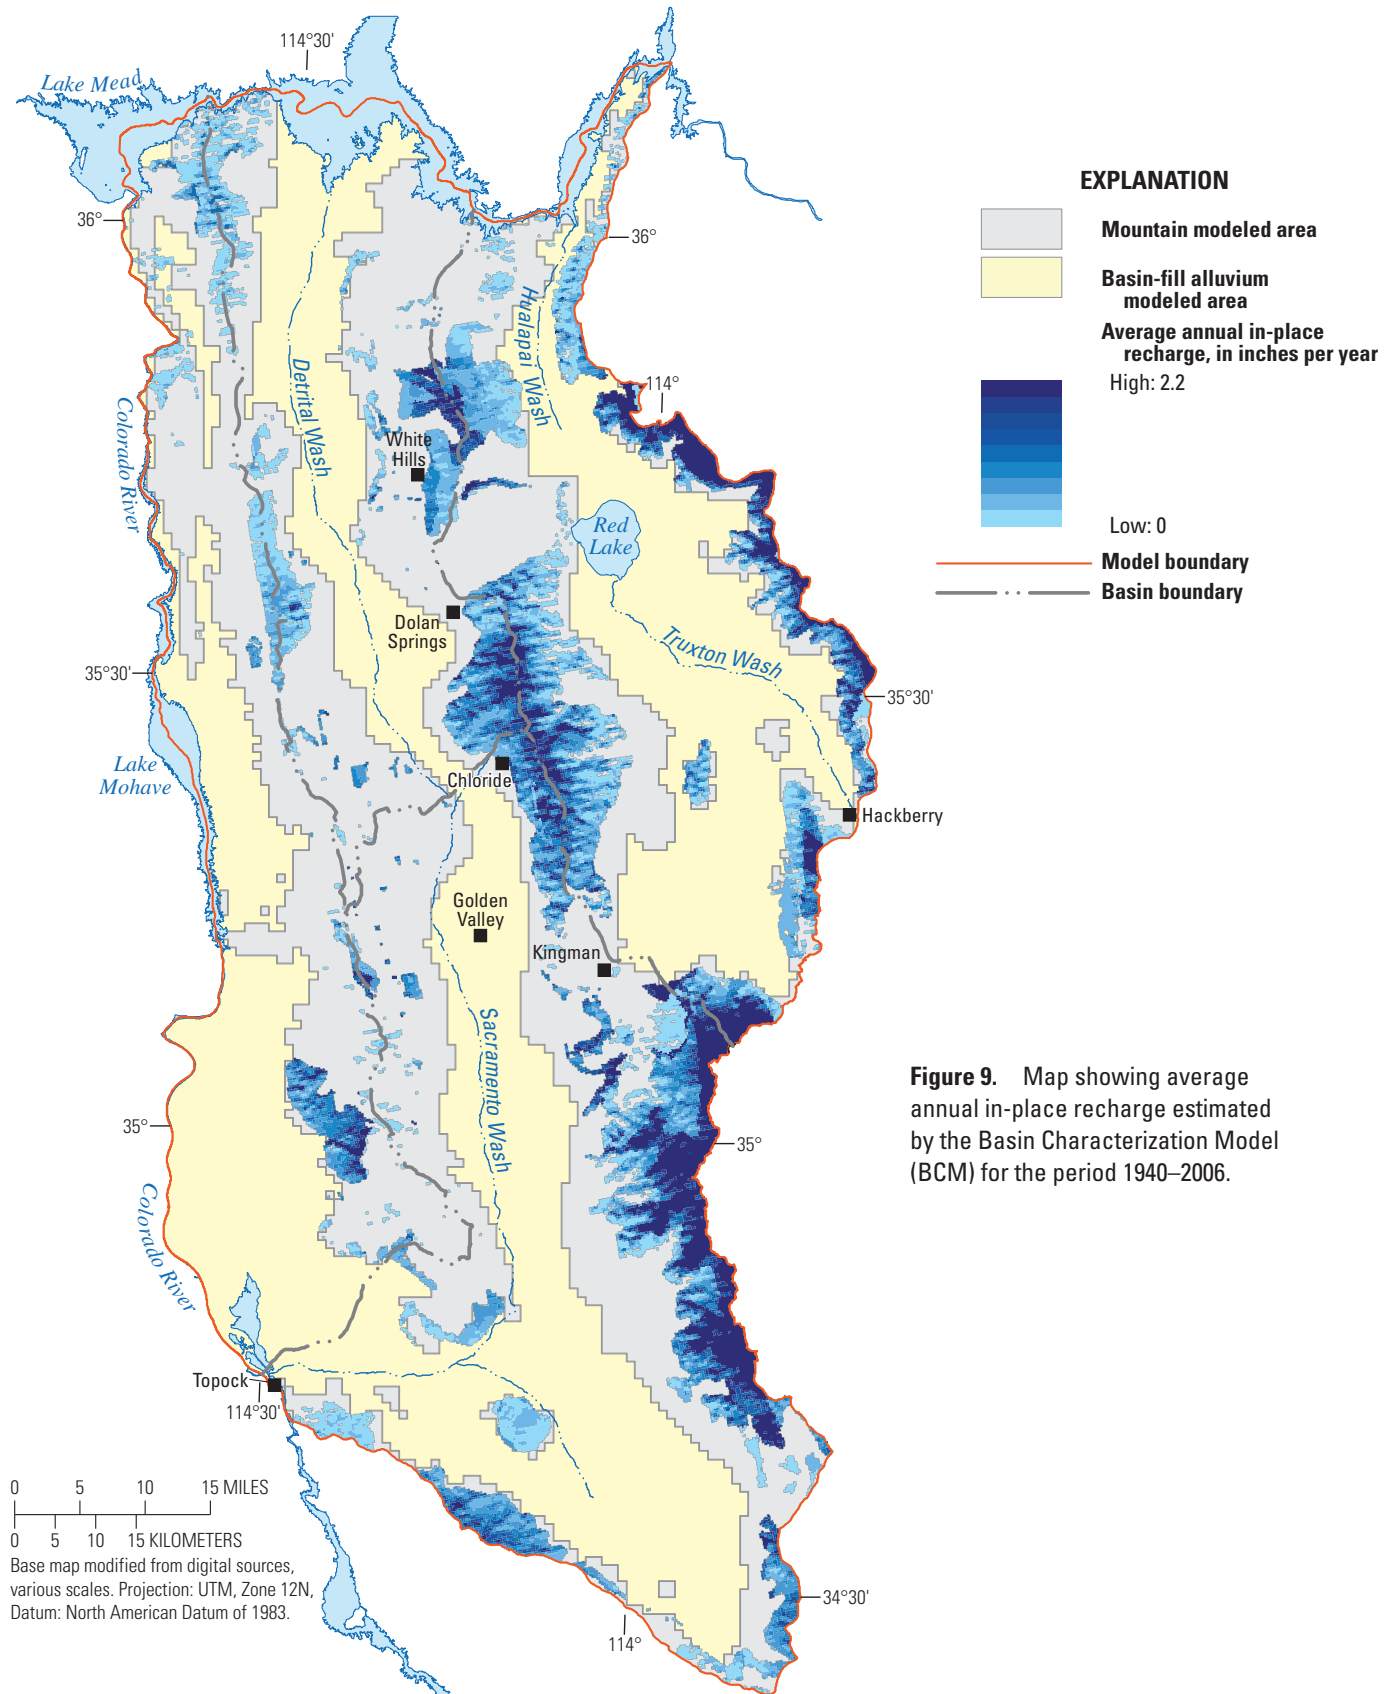 114°30'
Lake Mead
36°
36°
Hualapai Wash
Detrital Wash
114°
Colorado River
White
Hills
Red
Lake
Dolan
Springs
Truxton Wash
35°30'
35°30'
Lake
Mohave
Chloride
Hackberry
Golden
Valley
Kingman
Sacramento Wash
35°
35°
Colorado River
Topock
114°30'
34°30'
114°
EXPLANATION
Mountain modeled area
Basin-fill alluvium
modeled area
Average annual in-place
recharge, in inches per year
High: 2.2
Low: 0
Model boundary
Basin boundary
Figure 9. Map showing average
annual in-place recharge estimated
by the Basin Characterization Model
(BCM) for the period 1940–2006.
0 5 10 15 MILES
0 5 10 15 KILOMETERS
Base map modified from digital sources,
various scales. Projection: UTM, Zone 12N,
Datum: North American Datum of 1983.